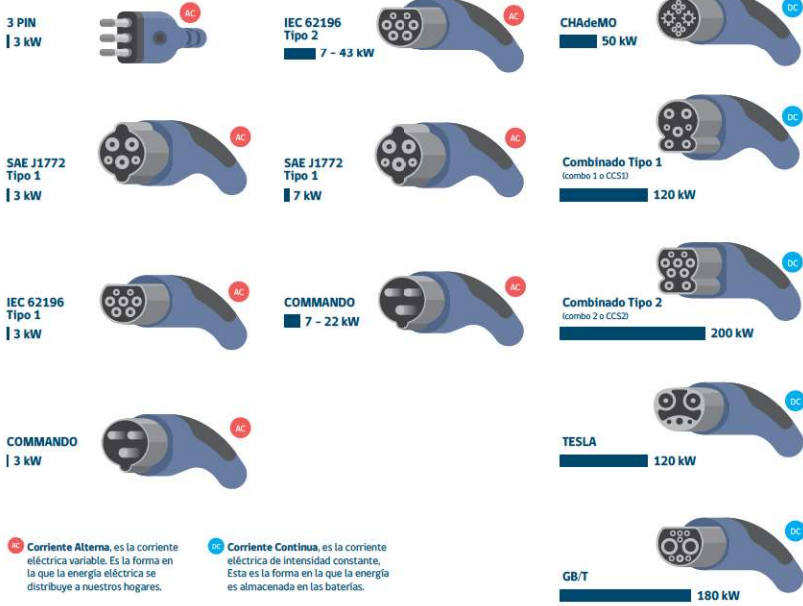 3 PIN
3 kW
AC
SAE J1772
Tipo 1
3 kW
AC
IEC 62196
Tipo 1
3 kW
AC
COMMANDO
3 kW
AC
IEC 62196
Tipo 2
7 - 43 kW
AC
SAE J1772
Tipo 1
7 kW
AC
COMMANDO
7 - 22 kW
AC
CHAdeMO
50 kW
DC
Combinado Tipo 1
(combo 1 o CCS1)
120 kW
DC
Combinado Tipo 2
(combo 2 o CCS2)
200 kW
DC
TESLA
120 kW
DC
GB/T
180 kW
DC
AC Corriente Alterna, es la corriente
eléctrica variable. Es la forma en
la que la energía eléctrica se
distribuye a nuestros hogares.
DC Corriente Continua, es la corriente
eléctrica de intensidad constante,
Esta es la forma en la que la energía
es almacenada en las baterías.